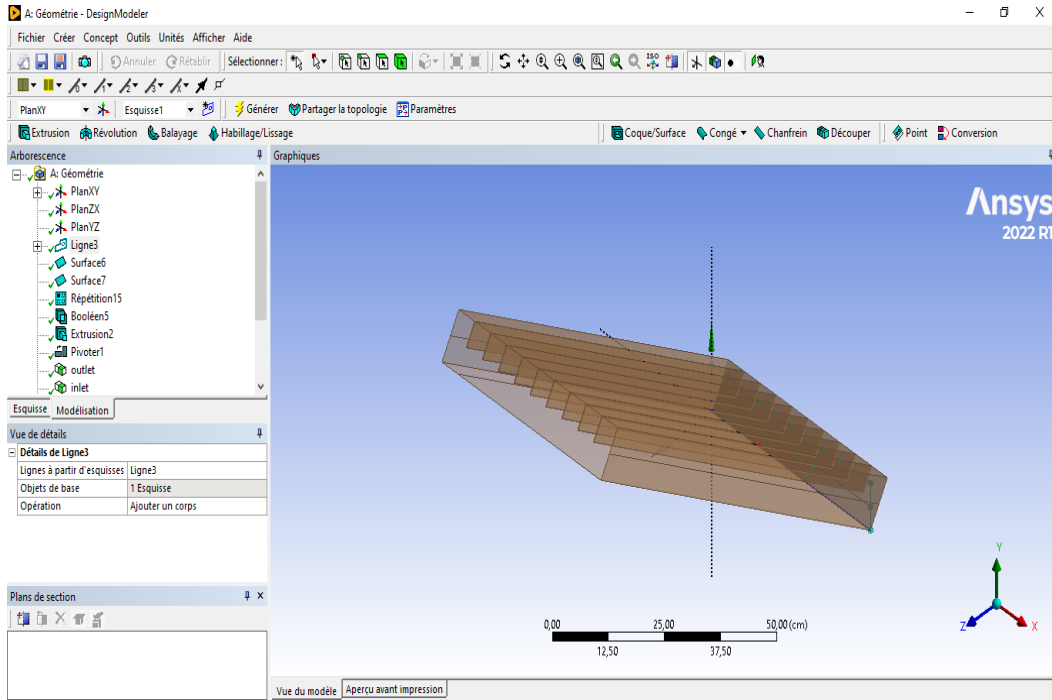 A: Géométrie - DesignModeler
Fichier Créer Concept Outils Unités Afficher Aide
Annuler Rétablir Sélectionner: ISO
PlanXY Esquisse1 Générer Partager la topologie Paramètres
Extrusion Révolution Balayage Habillage/Lissage Coque/Surface Congé Chanfrein Découper Point Conversion
Arborescence
A: Géométrie
PlanXY
PlanZX
PlanYZ
Ligne3
Surface6
Surface7
Répétition15
Booléen5
Extrusion2
Pivoter1
outlet
inlet
Esquisse Modélisation
Vue de détails
Détails de Ligne3
Lignes à partir d'esquisses Ligne3
Objets de base 1 Esquisse
Opération Ajouter un corps
Plans de section
Graphiques
Ansys
2022 R1
0,00 25,00 50,00 (cm)
12,50 37,50
Y
Z X
Vue du modèle Aperçu avant impression